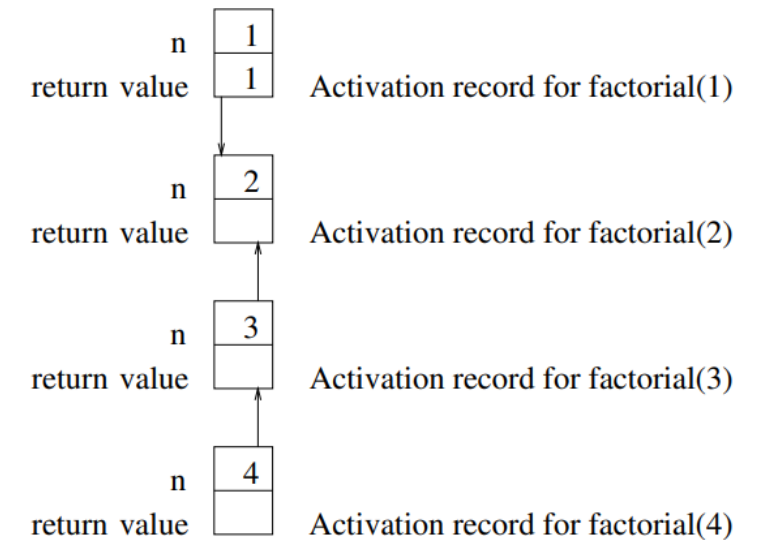 n 1
return value 1 Activation record for factorial(1)
n 2
return value Activation record for factorial(2)
n 3
return value Activation record for factorial(3)
n 4
return value Activation record for factorial(4)